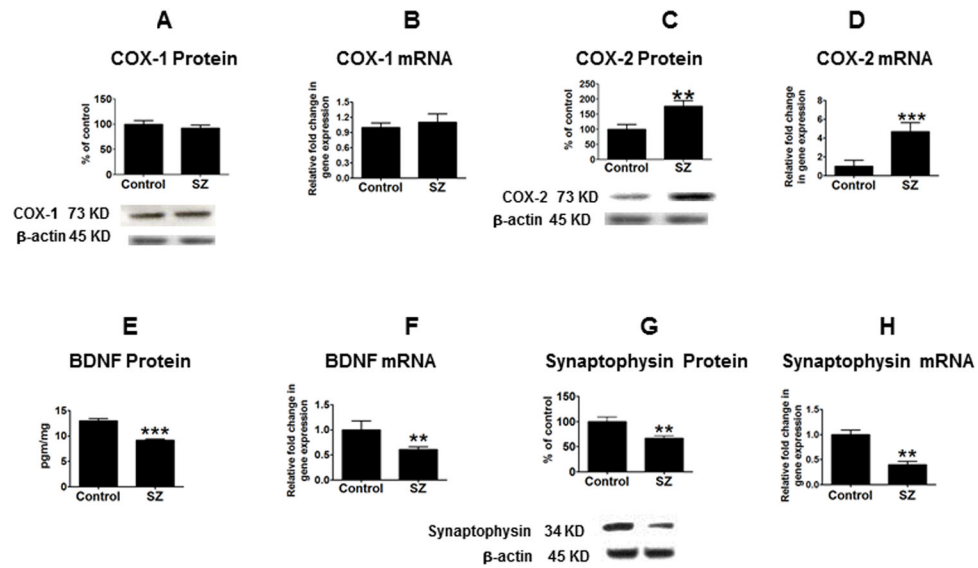 A
COX-1 Protein
% of control
150
100
50
0
Control SZ
COX-1 73 KD
β-actin 45 KD
B
COX-1 mRNA
Relative fold change in
gene expression
1.5
1.2
0.9
0.6
0.3
0.0
Control SZ
C
COX-2 Protein
% of control
250
200
150
100
50
0
**
Control SZ
COX-2 73 KD
β-actin 45 KD
D
COX-2 mRNA
Relative fold change
in gene expression
8
6
4
2
0
***
Control SZ
E
BDNF Protein
pgm/mg
15
10
5
0
***
Control SZ
F
BDNF mRNA
Relative fold change in
gene expression
1.5
1.0
0.5
0.0
**
Control SZ
G
Synaptophysin Protein
% of control
150
100
50
0
**
Control SZ
Synaptophysin 34 KD
β-actin 45 KD
H
Synaptophysin mRNA
Relative fold change in
gene expression
1.5
1.0
0.5
0.0
**
Control SZ